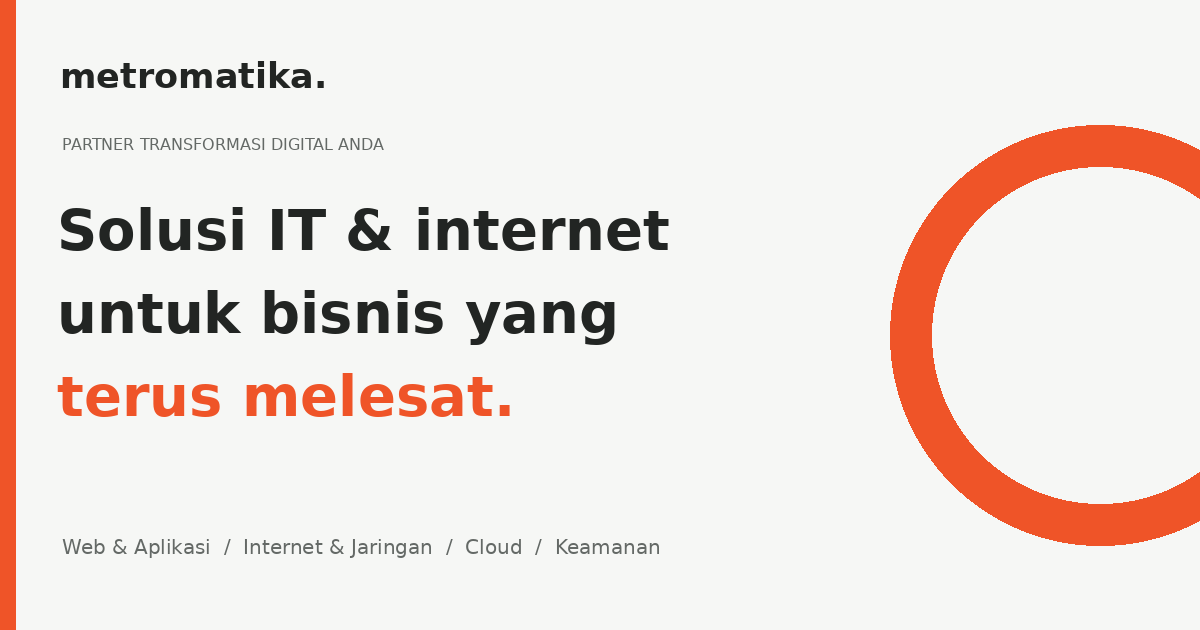 metromatika.
PARTNER TRANSFORMASI DIGITAL ANDA
Solusi IT & internet
untuk bisnis yang
terus melesat.
Web & Aplikasi / Internet & Jaringan / Cloud / Keamanan